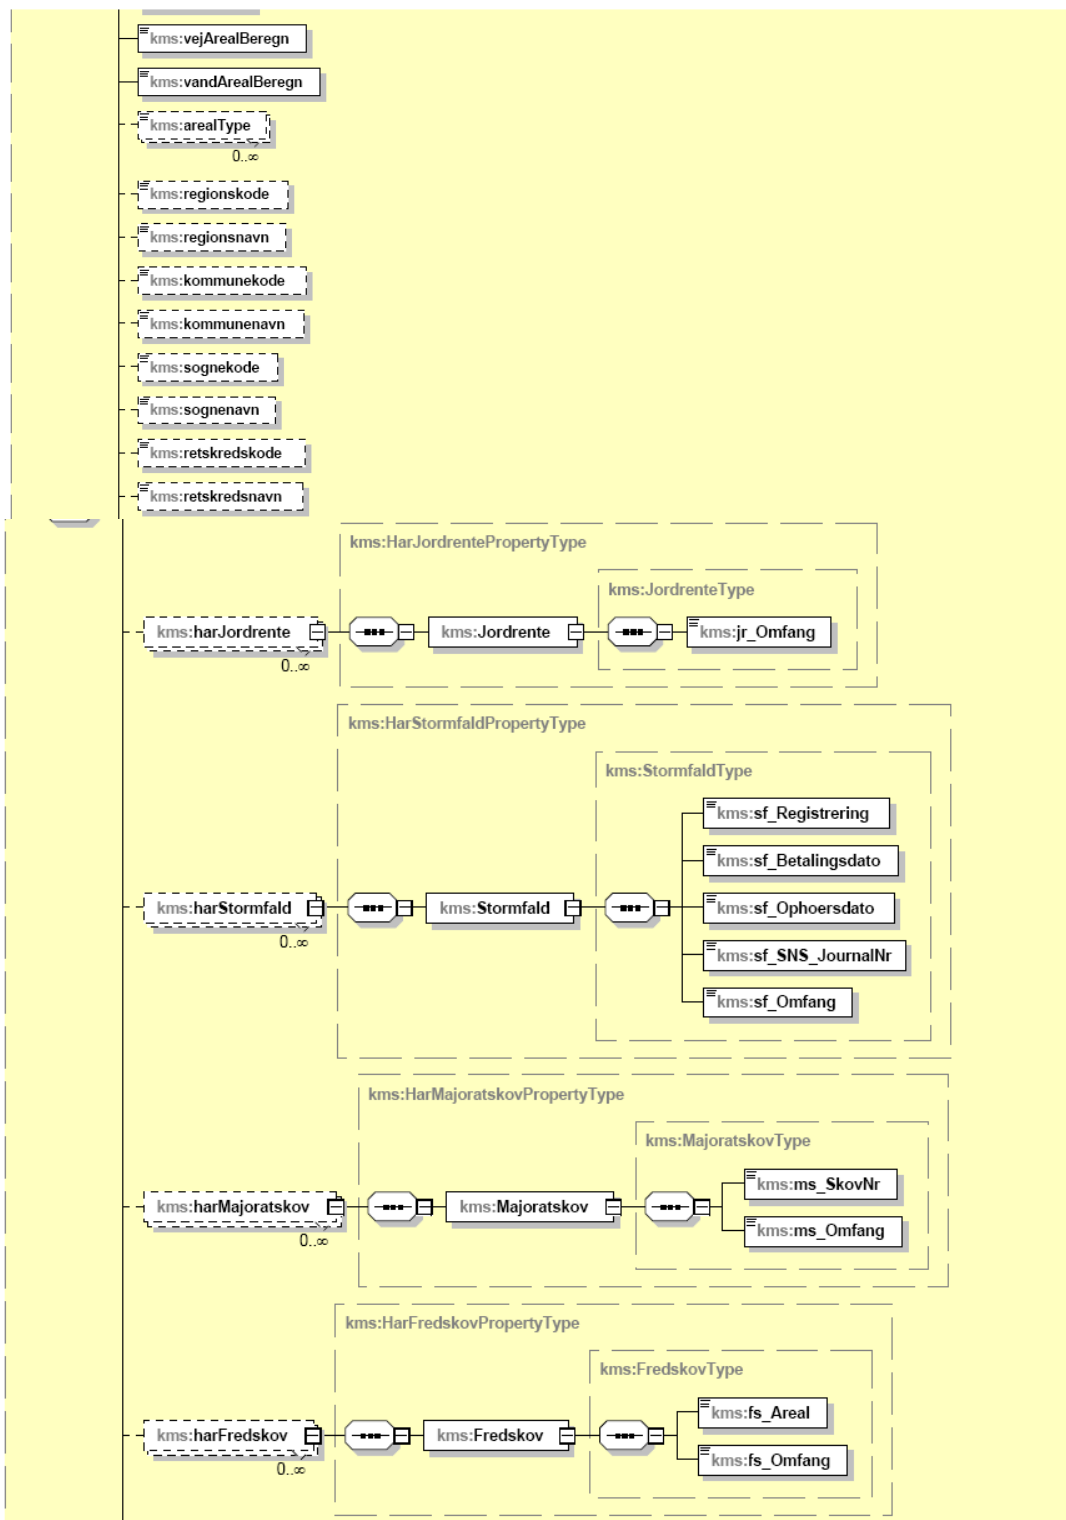 kms:vejArealBeregn
kms:vandArealBeregn
kms:arealType
0..∞
kms:regionskode
kms:regionsnavn
kms:kommunekode
kms:kommunenavn
kms:sognekode
kms:sognenavn
kms:retskredskode
kms:retskredsnavn
kms:HarJordrentePropertyType
kms:JordrenteType
kms:harJordrente
kms:Jordrente
kms:jr_Omfang
0..∞
kms:HarStormfaldPropertyType
kms:StormfaldType
kms:sf_Registrering
kms:sf_Betalingsdato
kms:harStormfald
kms:Stormfald
kms:sf_Ophoersdato
0..∞
kms:sf_SNS_JournalNr
kms:sf_Omfang
kms:HarMajoratskovPropertyType
kms:MajoratskovType
kms:ms_SkovNr
kms:harMajoratskov
kms:Majoratskov
kms:ms_Omfang
0..∞
kms:HarFredskovPropertyType
kms:FredskovType
kms:fs_Areal
kms:harFredskov
kms:Fredskov
kms:fs_Omfang
0..∞